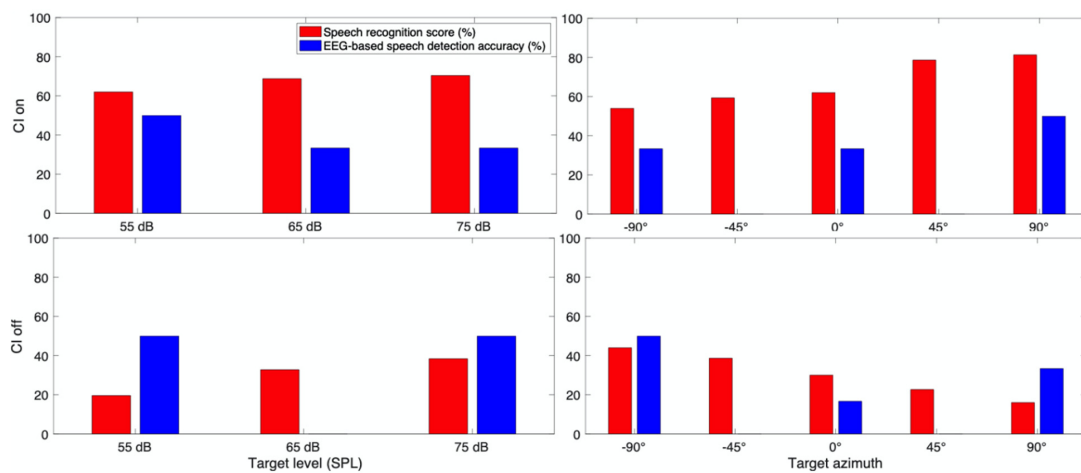 Speech recognition score (%)
EEG-based speech detection accuracy (%)
CI on
100
80
60
40
20
0
55 dB
65 dB
75 dB
100
80
60
40
20
0
-90°
-45°
0°
45°
90°
CI off
100
80
60
40
20
0
55 dB
65 dB
75 dB
Target level (SPL)
100
80
60
40
20
0
-90°
-45°
0°
45°
90°
Target azimuth